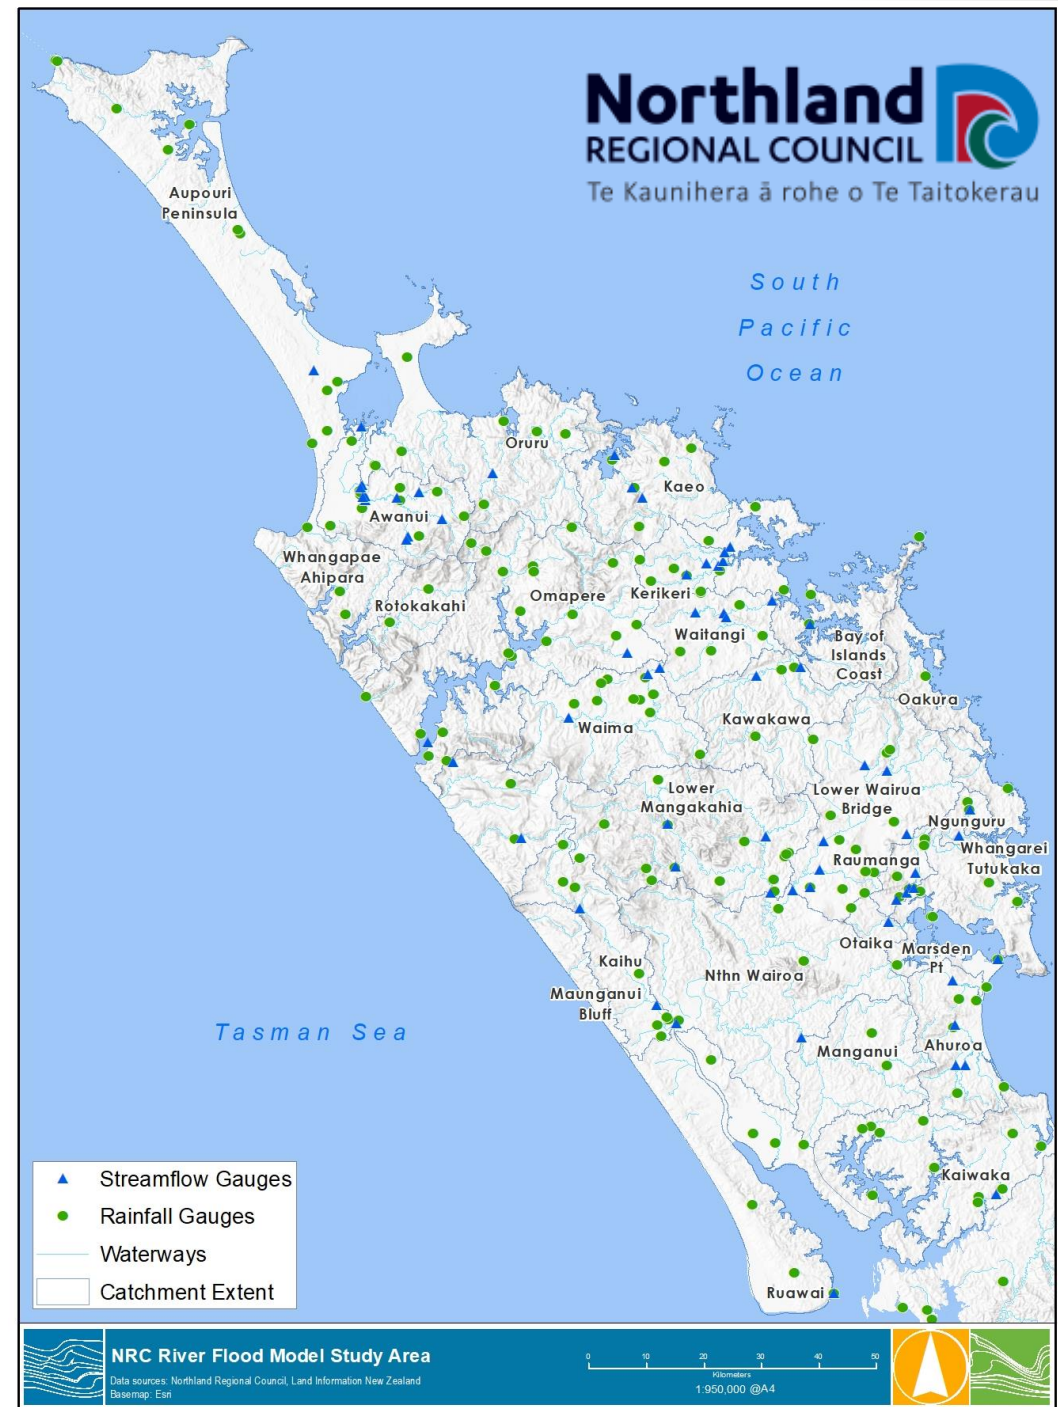 Northland
REGIONAL COUNCIL
Te Kaunihera ā rohe o Te Taitokerau
Aupouri
Peninsula
South
Pacific
Ocean
Oruru
Kaeo
Awanui
Whangapae
Ahipara
Rotokakahi
Omapere
Kerikeri
Waitangi
Bay of
Islands
Coast
Oakura
Kawakawa
Waima
Lower
Mangakahia
Lower Wairua
Bridge
Ngunguru
Whangarei
Tutukaka
Raumanga
Otaika
Marsden
Pt
Kaihu
Nthn Wairoa
Maunganui
Bluff
Tasman Sea
Manganui
Ahuroa
Kaiwaka
Ruawai
Streamflow Gauges
Rainfall Gauges
Waterways
Catchment Extent
NRC River Flood Model Study Area
Data sources: Northland Regional Council, Land Information New Zealand
Basemap: Esri
0 10 20 30 40 50
Kilometers
1:950,000 @A4